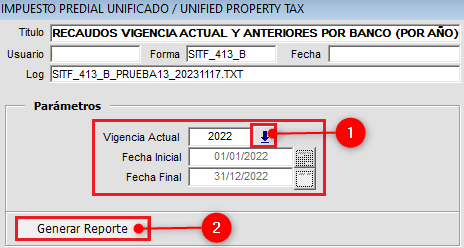 IMPUESTO PREDIAL UNIFICADO / UNIFIED PROPERTY TAX
Título RECAUDOS VIGENCIA ACTUAL Y ANTERIORES POR BANCO (POR AÑO)
Usuario Forma SITF_413_B Fecha
Log SITF_413_B_PRUEBA13_20231117.TXT
Parámetros
Vigencia Actual 2022 1
Fecha Inicial 01/01/2022
Fecha Final 31/12/2022
Generar Reporte 2